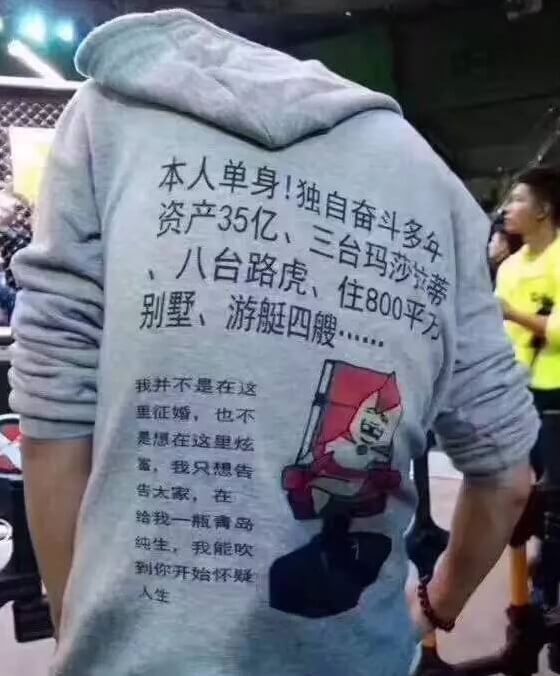 本人单身!独自奋斗多年
资产35亿、三台玛莎拉蒂
、八台路虎、住800平方
别墅、游艇四艘......
我并不是在这
里征婚，也不
是想在这里炫
富，我只想告
告大家，在
给我一瓶青岛
纯生，我能吹
到你开始怀疑
人生